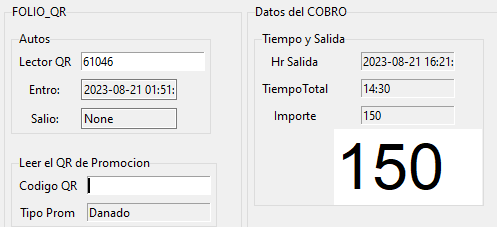 FOLIO_QR
Autos
Lector QR 61046
Entro: 2023-08-21 01:51:
Salio: None
Leer el QR de Promocion
Codigo QR
Tipo Prom Danado
Datos del COBRO
Tiempo y Salida
Hr Salida 2023-08-21 16:21:
TiempoTotal 14:30
Importe 150
150